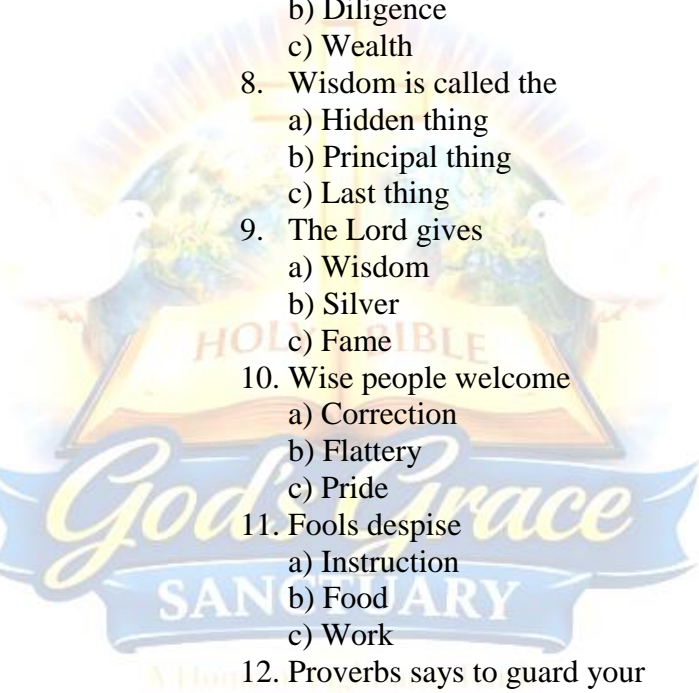 b) Diligence
c) Wealth
8. Wisdom is called the
a) Hidden thing
b) Principal thing
c) Last thing
9. The Lord gives
a) Wisdom
b) Silver
c) Fame
HOLY BIBLE
10. Wise people welcome
a) Correction
b) Flattery
c) Pride
God's Grace
11. Fools despise
a) Instruction
b) Food
SANCTUARY
c) Work
12. Proverbs says to guard your